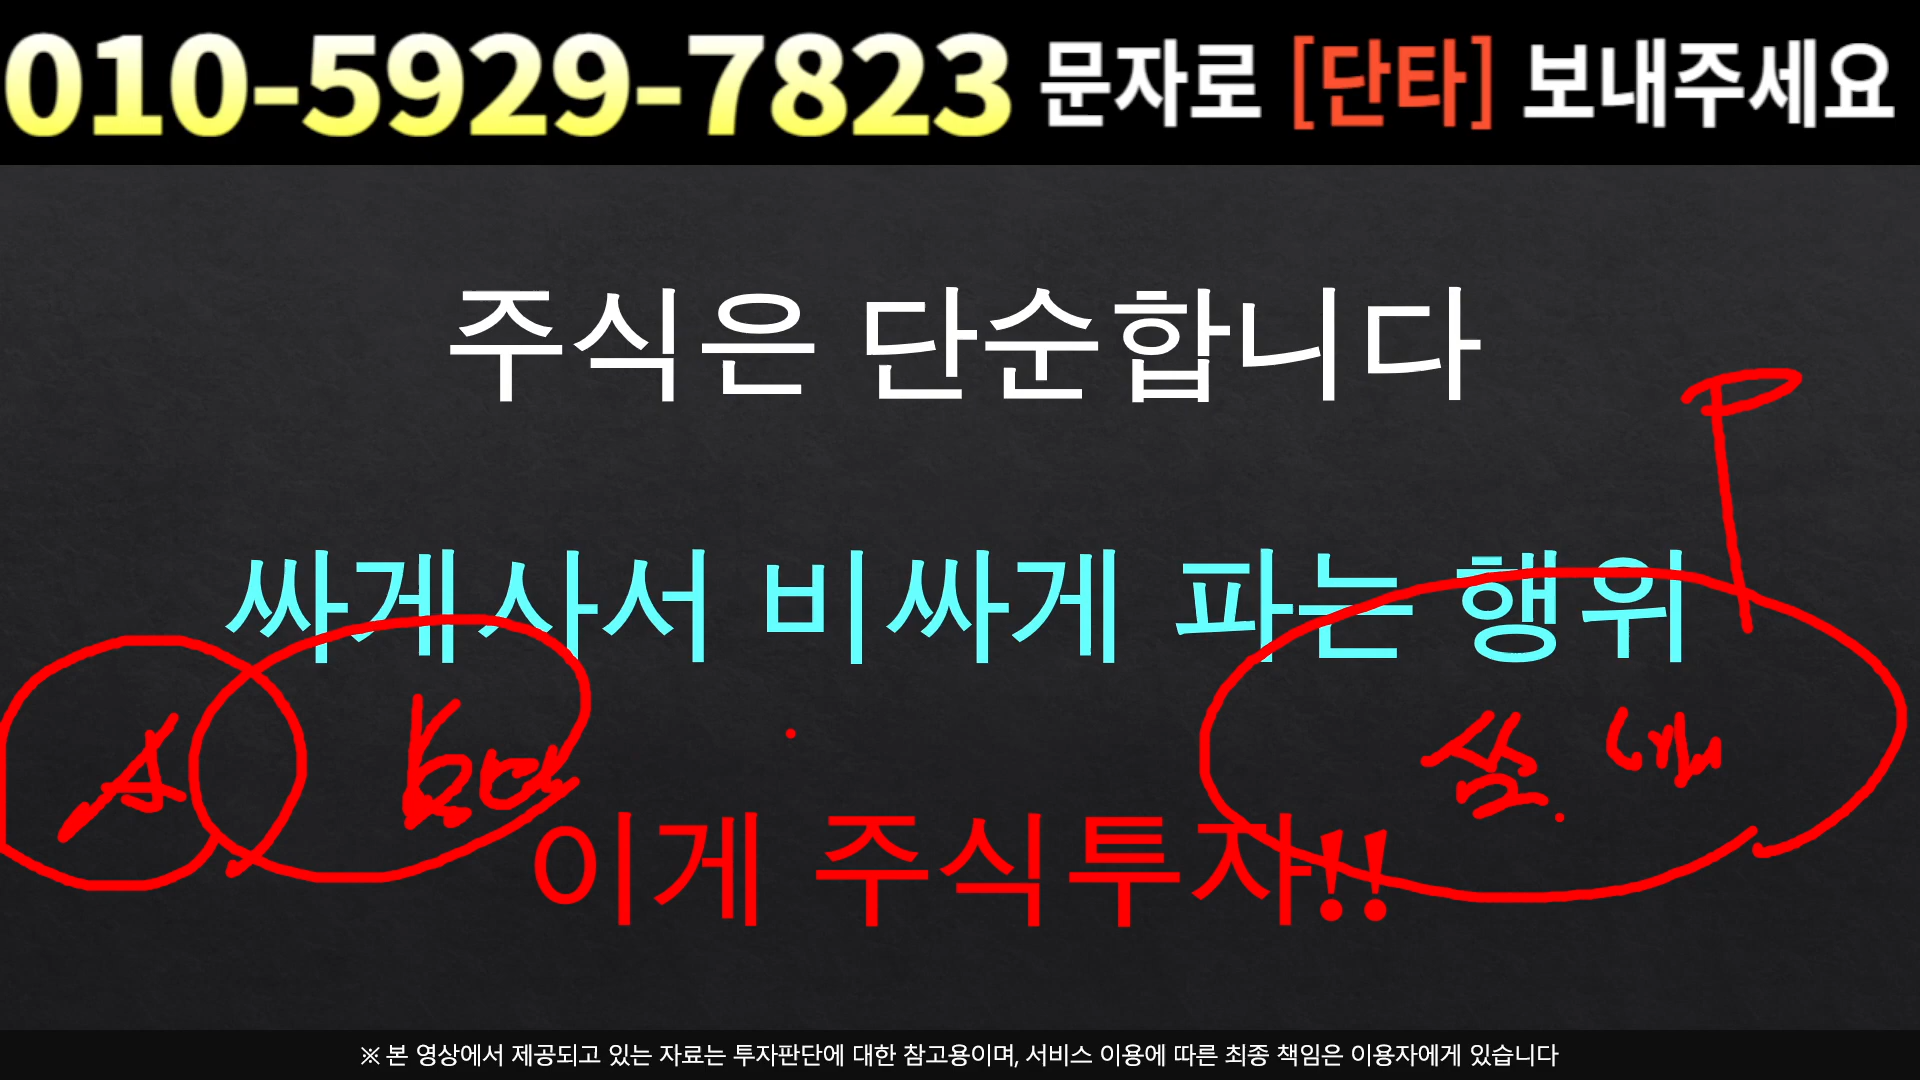 010-5929-7823 문자로 [단타] 보내주세요
주식은 단순합니다
싸게사서 비싸게 파는 행위
이게 주식투자!!
※ 본 영상에서 제공되고 있는 자료는 투자판단에 대한 참고용이며, 서비스 이용에 따른 최종 책임은 이용자에게 있습니다